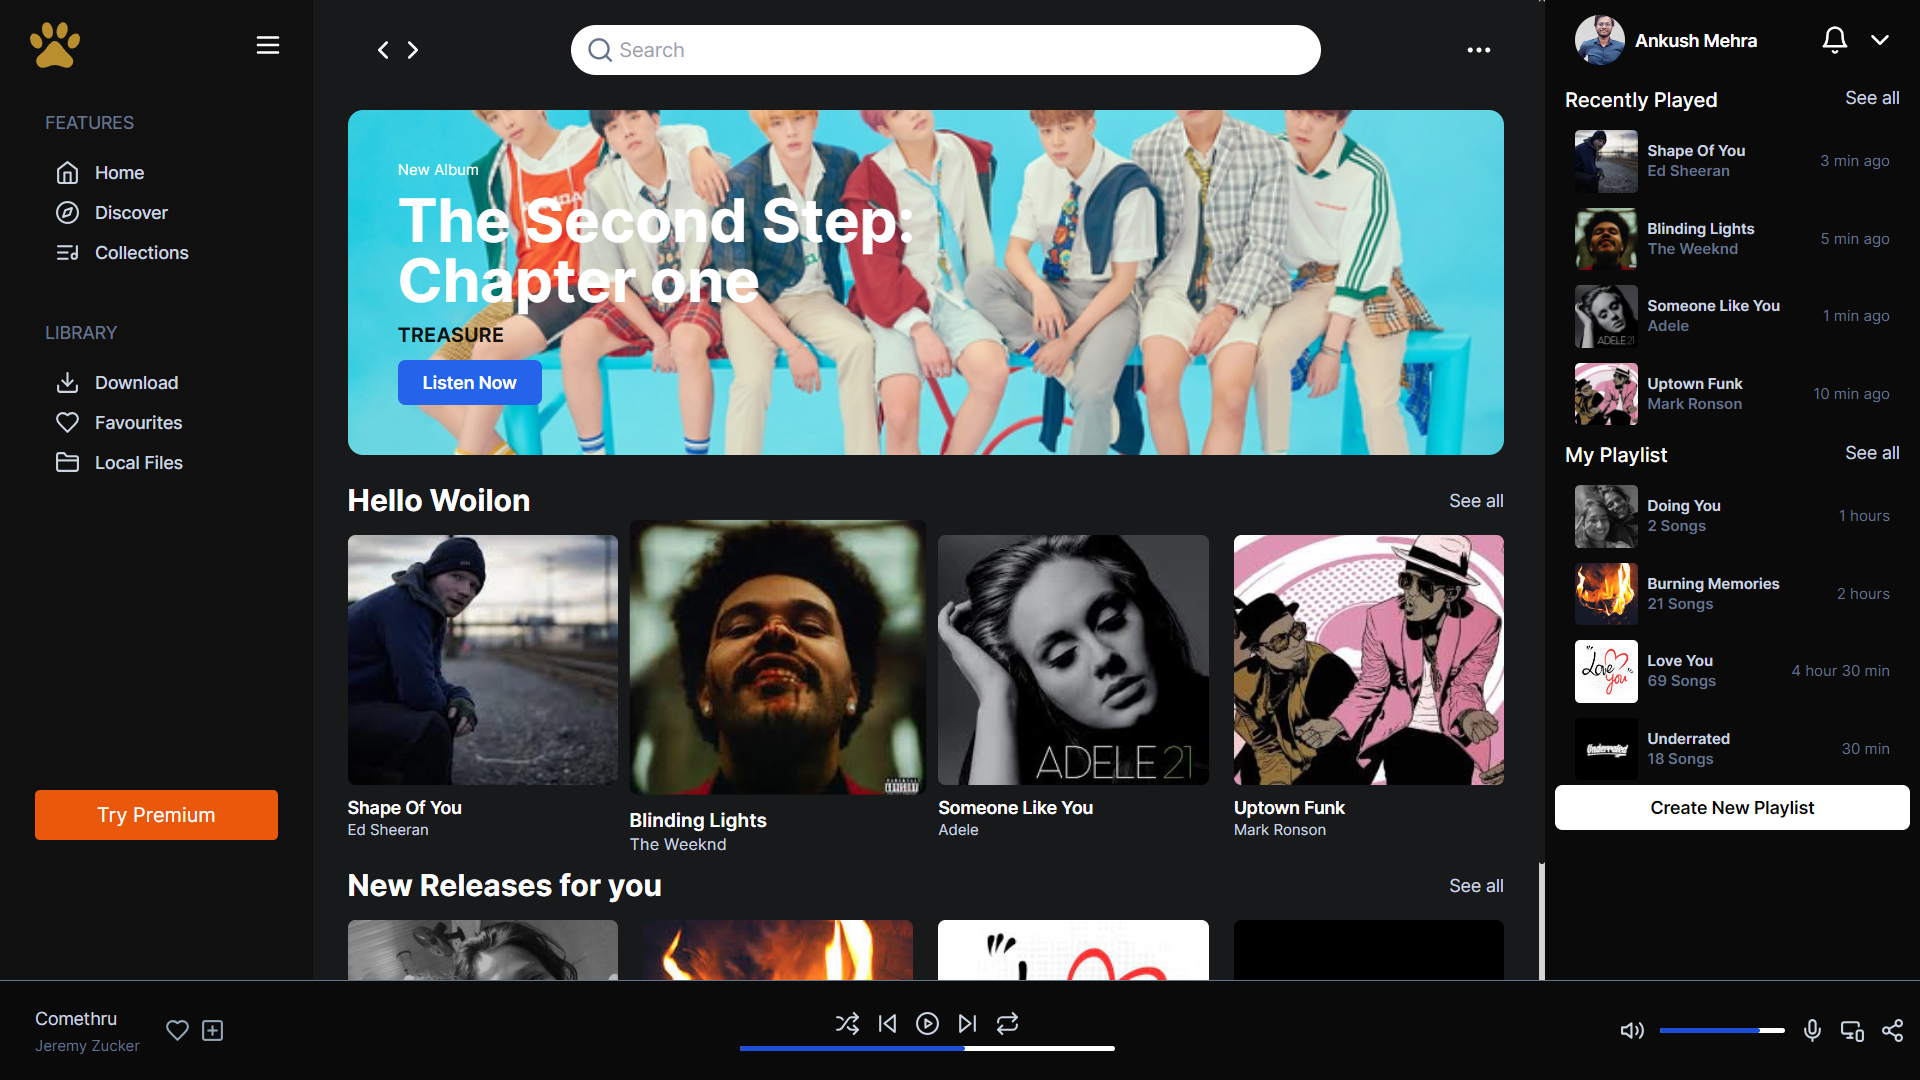 FEATURES
Home
Discover
Collections
LIBRARY
Download
Favourites
Local Files
Try Premium
Search
New Album
The Second Step:
Chapter one
TREASURE
Listen Now
Hello Woilon
See all
ADELE 21
Shape Of You
Ed Sheeran
Blinding Lights
The Weeknd
Someone Like You
Adele
Uptown Funk
Mark Ronson
New Releases for you
See all
Ankush Mehra
Recently Played
See all
Shape Of You
Ed Sheeran
3 min ago
Blinding Lights
The Weeknd
5 min ago
Someone Like You
Adele
1 min ago
ADELE 21
Uptown Funk
Mark Ronson
10 min ago
My Playlist
See all
Doing You
2 Songs
1 hours
Burning Memories
21 Songs
2 hours
Love You
Love You
69 Songs
4 hour 30 min
Underrated
Underrated
18 Songs
30 min
Create New Playlist
Comethru
Jeremy Zucker